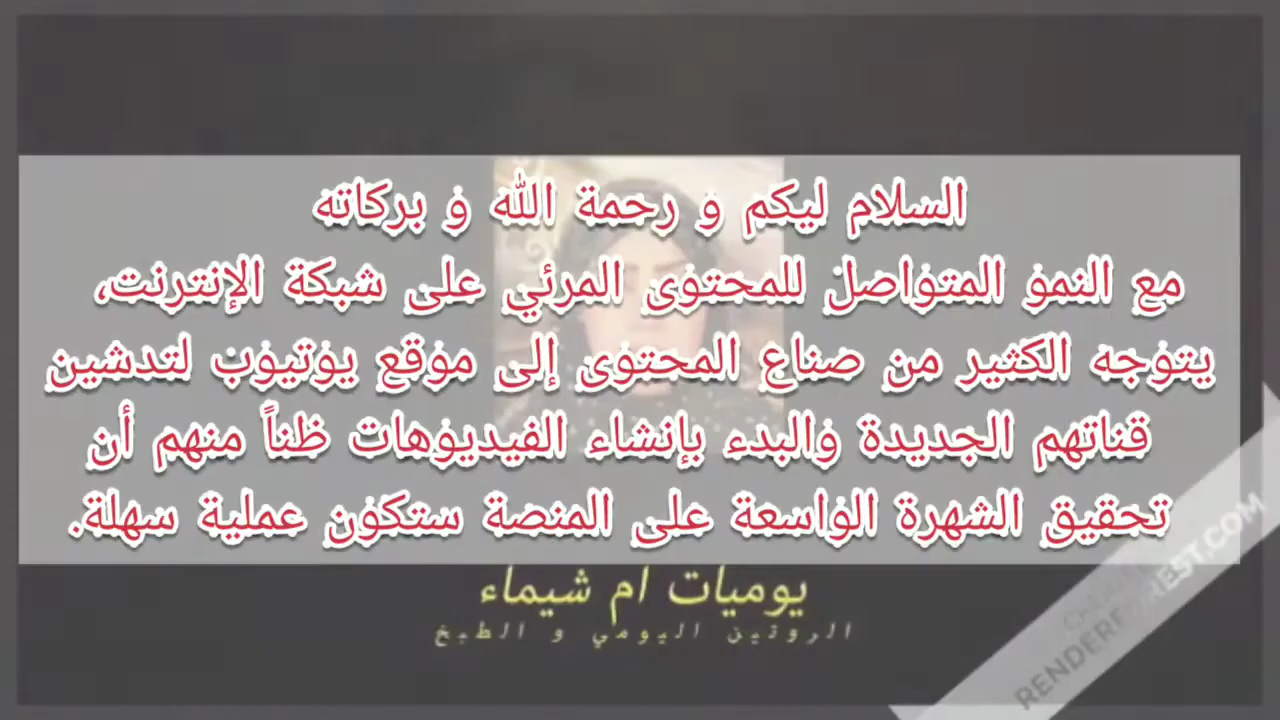 السلام ليكم و رحمة الله و بركاته
مع النمو المتواصل للمحتوى المرئي على شبكة الإنترنت،
يتوجه الكثير من صناع المحتوى إلى موقع يوتيوب لتدشين
قناتهم الجديدة والبدء بإنشاء الفيديوهات ظناً منهم أن
تحقيق الشهرة الواسعة على المنصة ستكون عملية سهلة.
يوميات ام شيماء
الروتين اليومي و الطبخ
RENDERFOREST.COM